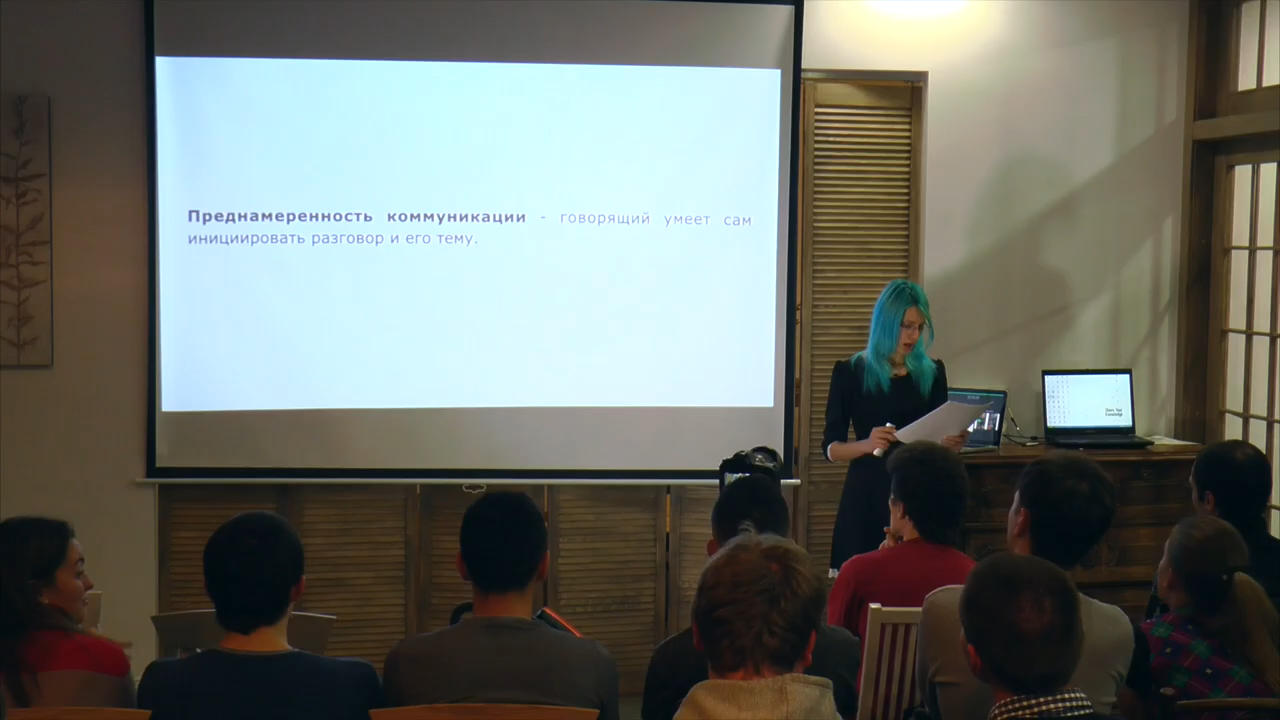 Преднамеренность коммуникации - говорящий умеет сам
инициировать разговор и его тему.